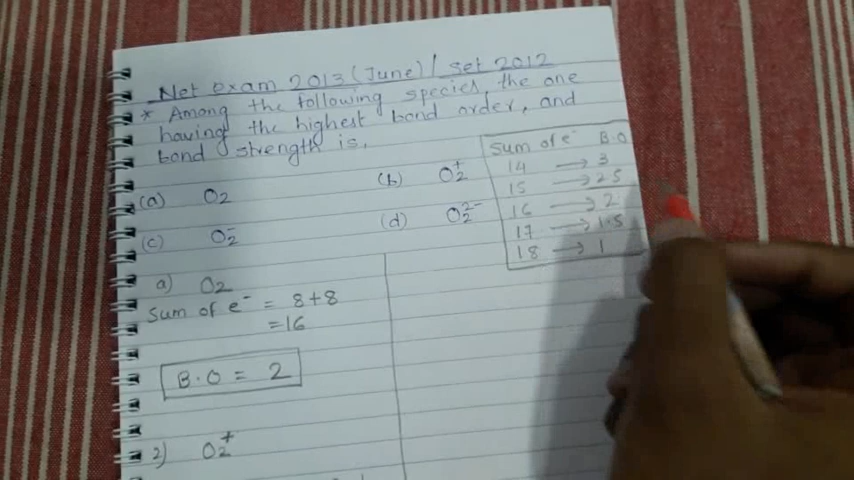 Net exam 2013 (June) / set 2012
* Among the following species, the one
having the highest bond order, and
bond strength is.
(a) O₂ (b) O₂⁺
(c) O₂⁻ (d) O₂²⁻
Sum of e⁻ B.O
14 → 3
15 → 2.5
16 → 2
17 → 1.5
18 → 1
a) O₂
Sum of e⁻ = 8+8
=16
B.O = 2
2) O₂⁺